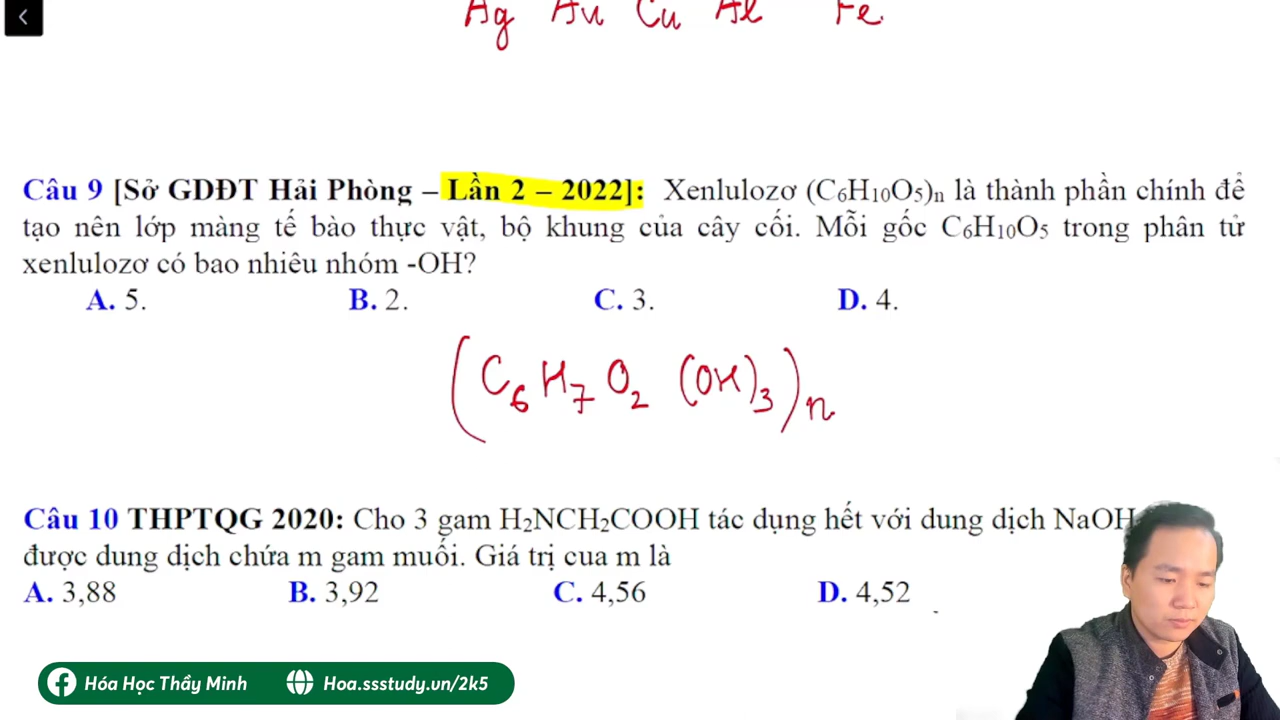 Ag Au Cu Al Fe.
Câu 9 [Sở GDĐT Hải Phòng – Lần 2 – 2022]: Xenlulozơ (C₆H₁₀O₅)ₙ là thành phần chính để
tạo nên lớp màng tế bào thực vật, bộ khung của cây cối. Mỗi gốc C₆H₁₀O₅ trong phân tử
xenlulozơ có bao nhiêu nhóm -OH?
A. 5. B. 2. C. 3. D. 4.
(C₆H₇O₂(OH)₃)ₙ
Câu 10 THPTQG 2020: Cho 3 gam H₂NCH₂COOH tác dụng hết với dung dịch NaOH
được dung dịch chứa m gam muối. Giá trị cua m là
A. 3,88 B. 3,92 C. 4,56 D. 4,52
Hóa Học Thầy Minh Hoa.ssstudy.vn/2k5